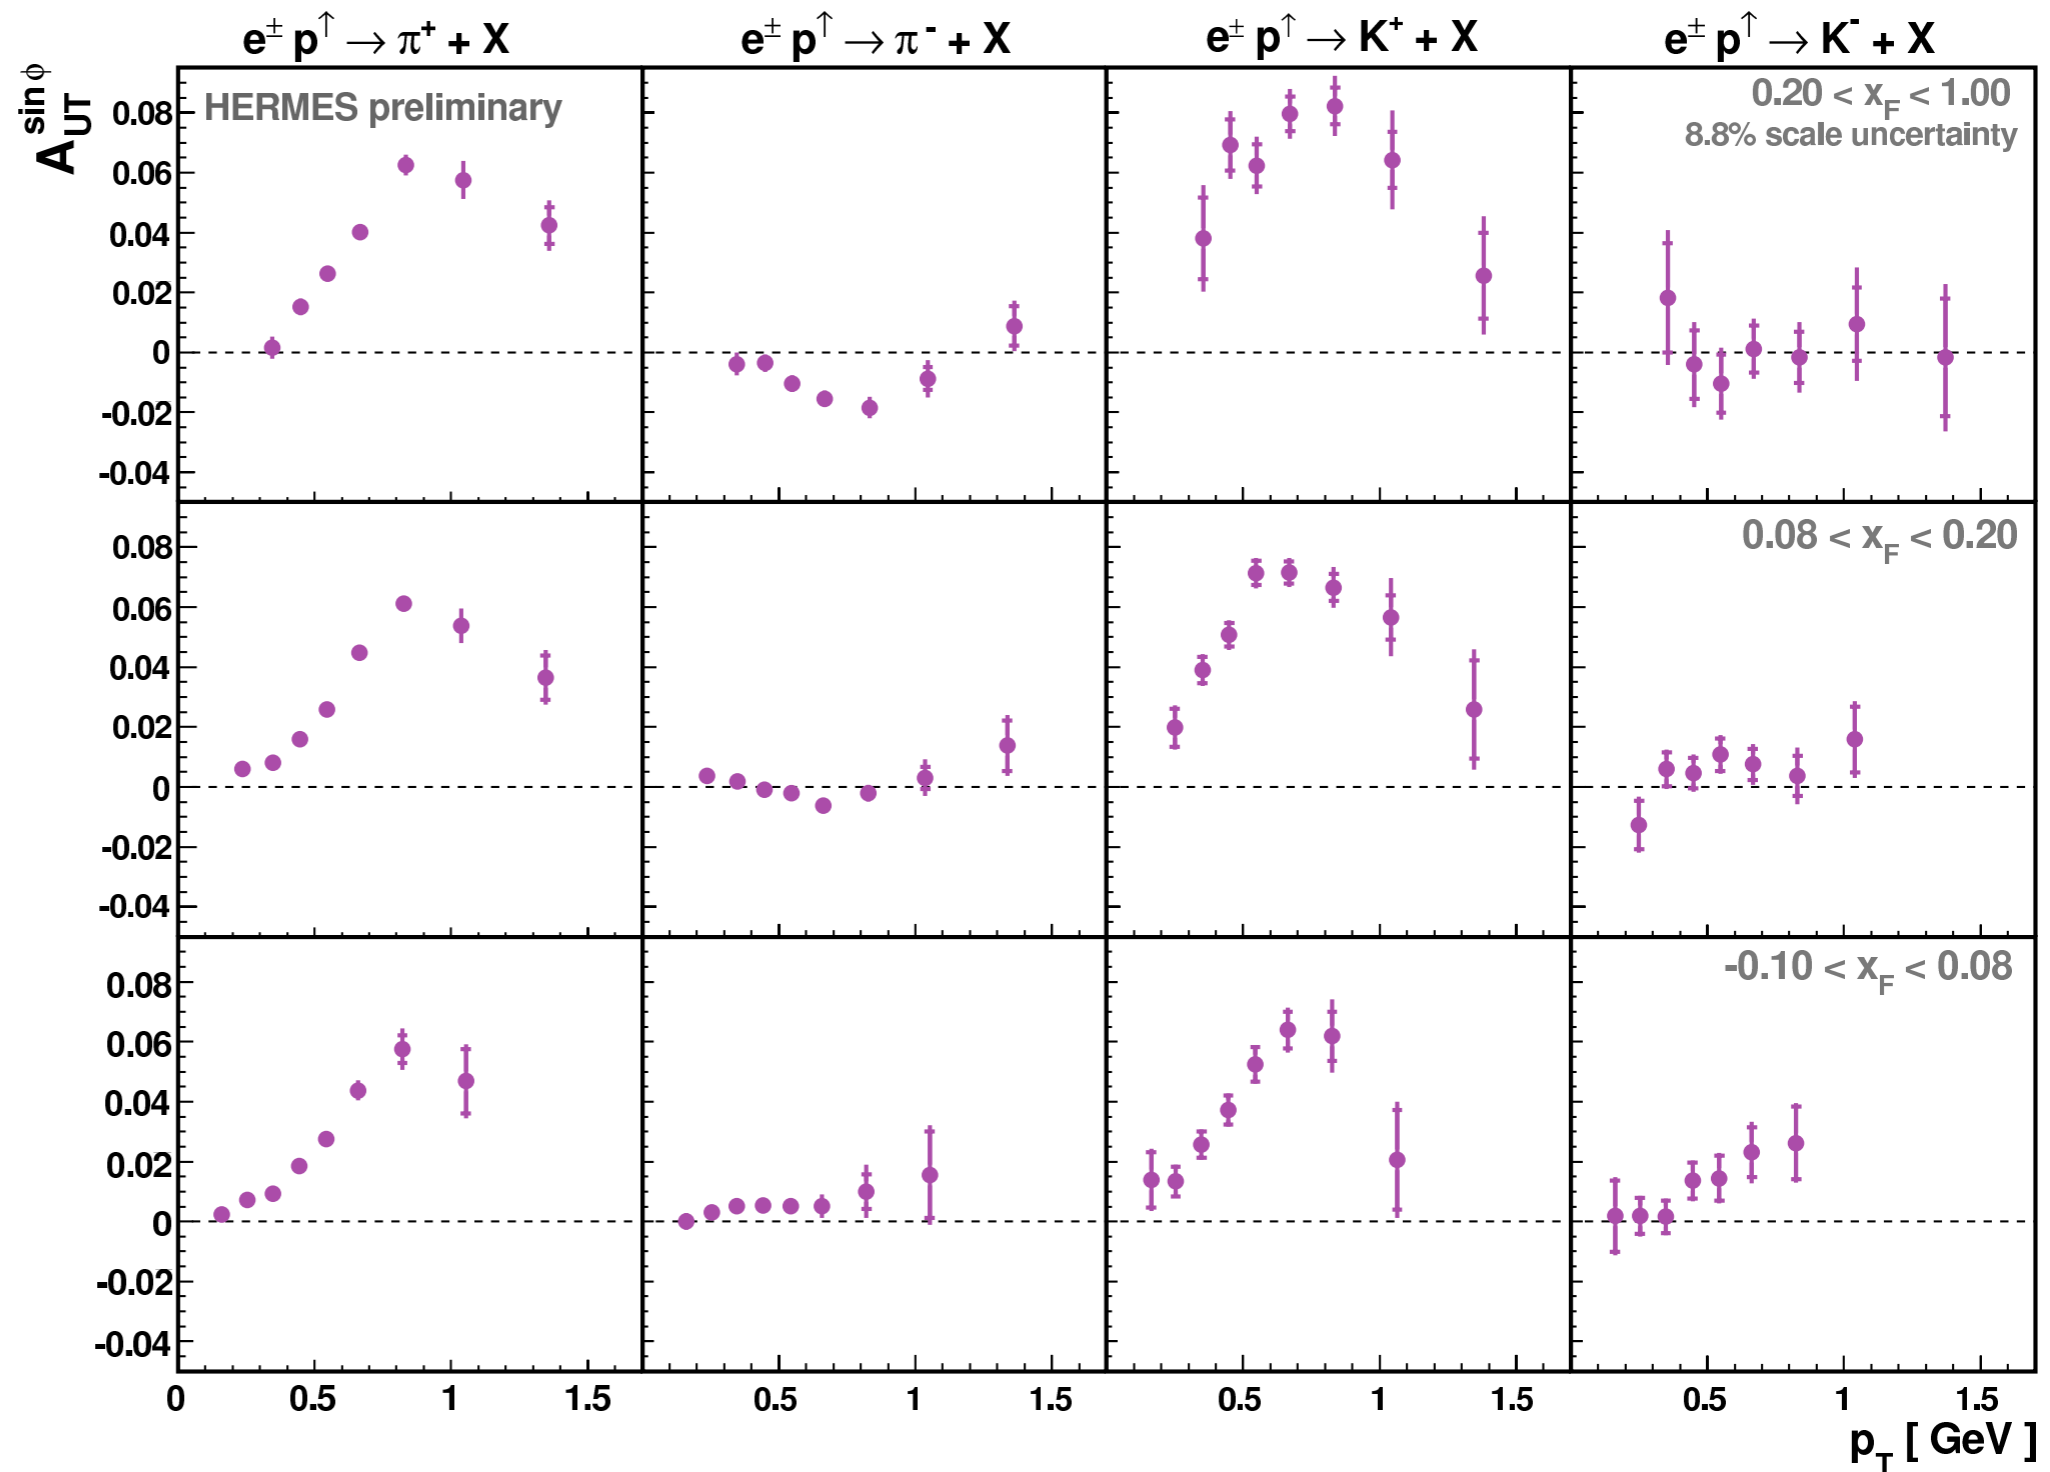 e± p↑ → π+ + X
e± p↑ → π- + X
e± p↑ → K+ + X
e± p↑ → K- + X
A_UT^sin ϕ
HERMES preliminary
0.20 < x_F < 1.00
8.8% scale uncertainty
0.08
0.06
0.04
0.02
0
-0.02
-0.04
0.08 < x_F < 0.20
0.08
0.06
0.04
0.02
0
-0.02
-0.04
-0.10 < x_F < 0.08
0.08
0.06
0.04
0.02
0
-0.02
-0.04
0 0.5 1 1.5 0.5 1 1.5 0.5 1 1.5 0.5 1 1.5
p_T [ GeV ]